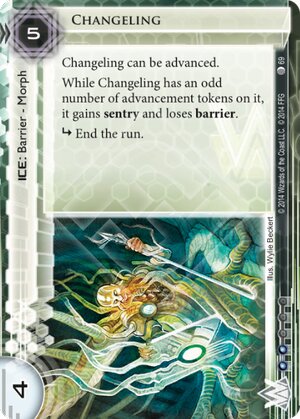 5
CHANGELING
Changeling can be advanced.
While Changeling has an odd
number of advancement tokens on it,
it gains sentry and loses barrier.
↳ End the run.
ICE: Barrier - Morph
69
© 2014 Wizards of the Coast LLC. © 2014 FFG
Illus. Wylie Beckert
4